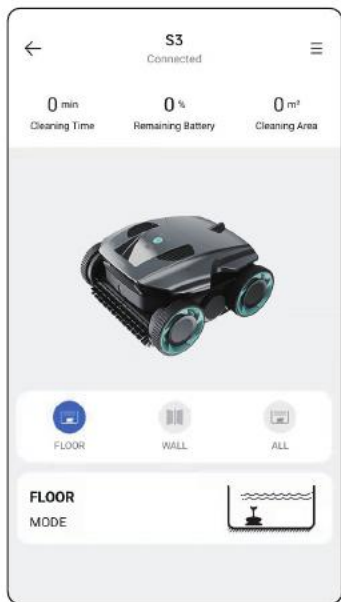 S3
Connected
0 min 0 % 0 m²
Cleaning Time Remaining Battery Cleaning Area
FLOOR WALL ALL
FLOOR
MODE